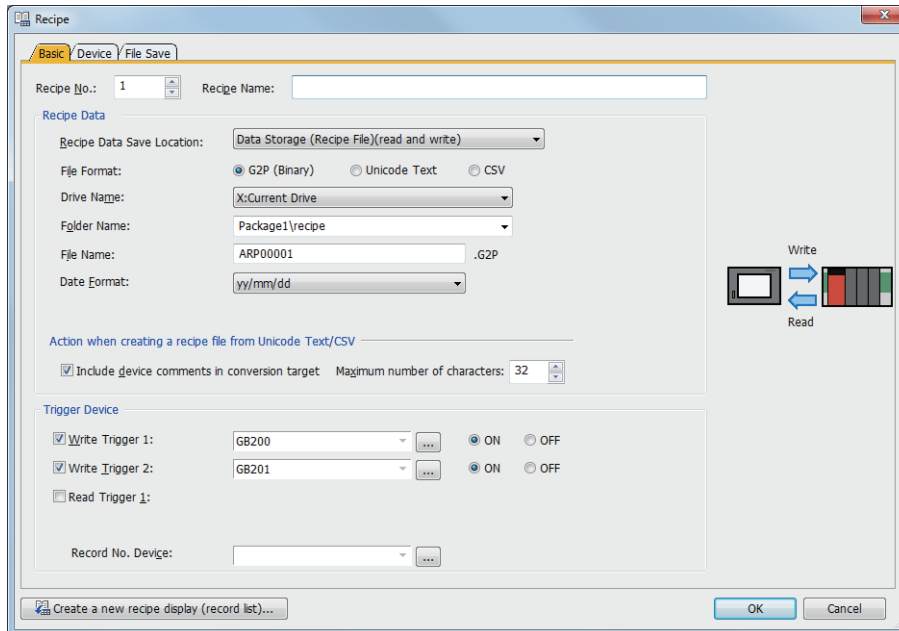 Recipe
Basic Device File Save
Recipe No.: 1 Recipe Name:
Recipe Data
Recipe Data Save Location: Data Storage (Recipe File)(read and write)
File Format: G2P (Binary) Unicode Text CSV
Drive Name: X:Current Drive
Folder Name: Package1\recipe
File Name: ARP00001 .G2P
Date Format: yy/mm/dd
Write
Read
Action when creating a recipe file from Unicode Text/CSV
Include device comments in conversion target Maximum number of characters: 32
Trigger Device
Write Trigger 1: GB200 ... ON OFF
Write Trigger 2: GB201 ... ON OFF
Read Trigger 1:
Record No. Device: ...
Create a new recipe display (record list)... OK Cancel